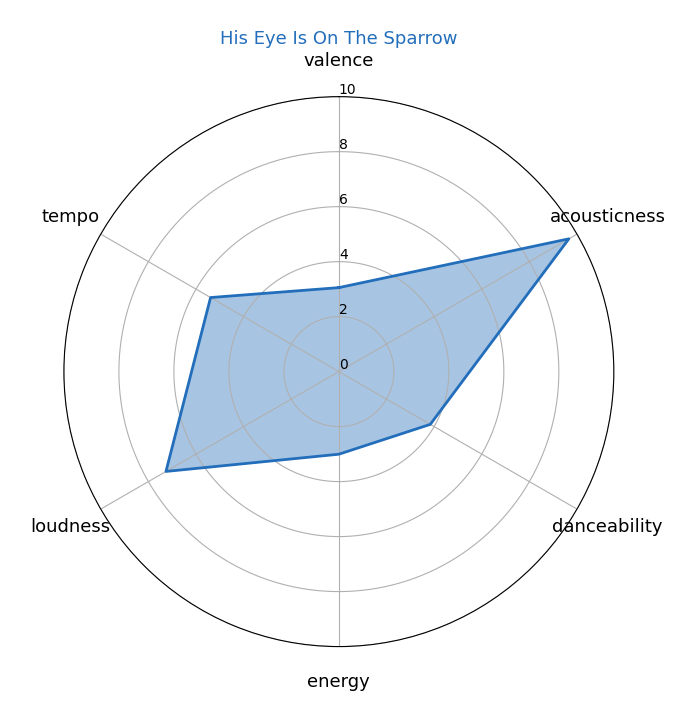 His Eye Is On The Sparrow
valence
10
8
6
4
2
0
tempo
acousticness
loudness
danceability
energy